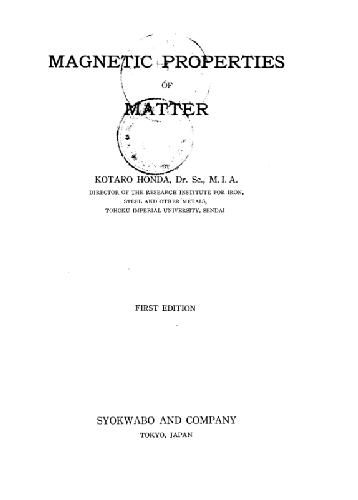 MAGNETIC PROPERTIES
OF
MATTER
KOTARO HONDA, Dr. Sc., M. I. A.
DIRECTOR OF THE RESEARCH INSTITUTE FOR IRON,
STEEL AND OTHER METALS,
TOHOKU IMPERIAL UNIVERSITY, SENDAI
FIRST EDITION
SYOKWABO AND COMPANY
TOKYO, JAPAN